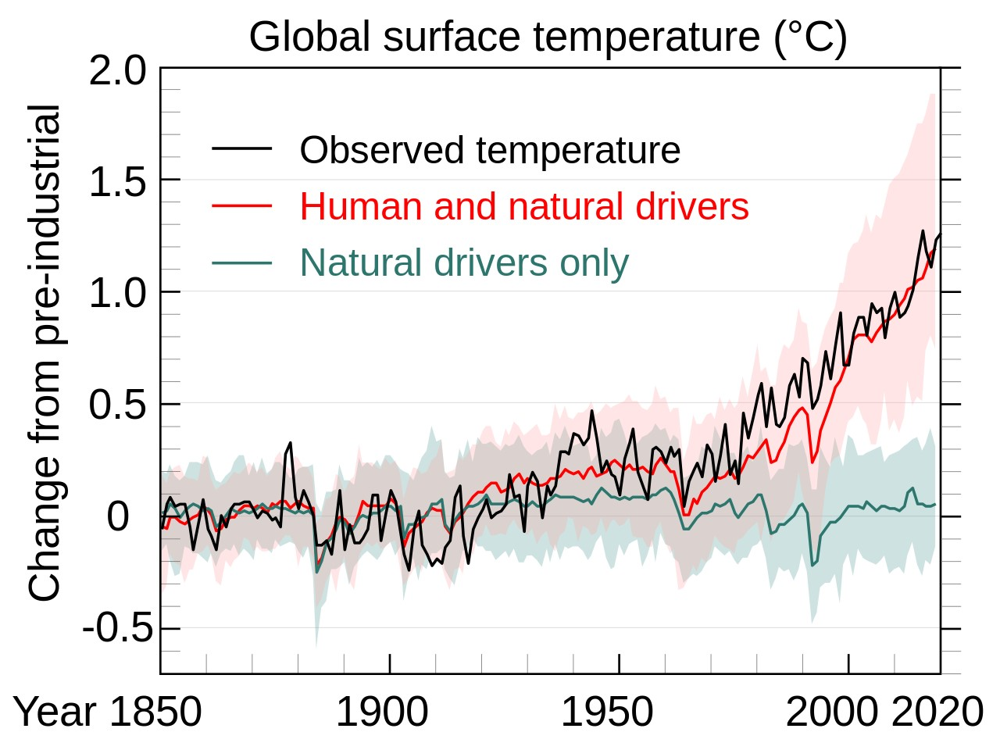 Global surface temperature (°C)
Change from pre-industrial
2.0
1.5
1.0
0.5
0
-0.5
Observed temperature
Human and natural drivers
Natural drivers only
Year 1850 1900 1950 2000 2020